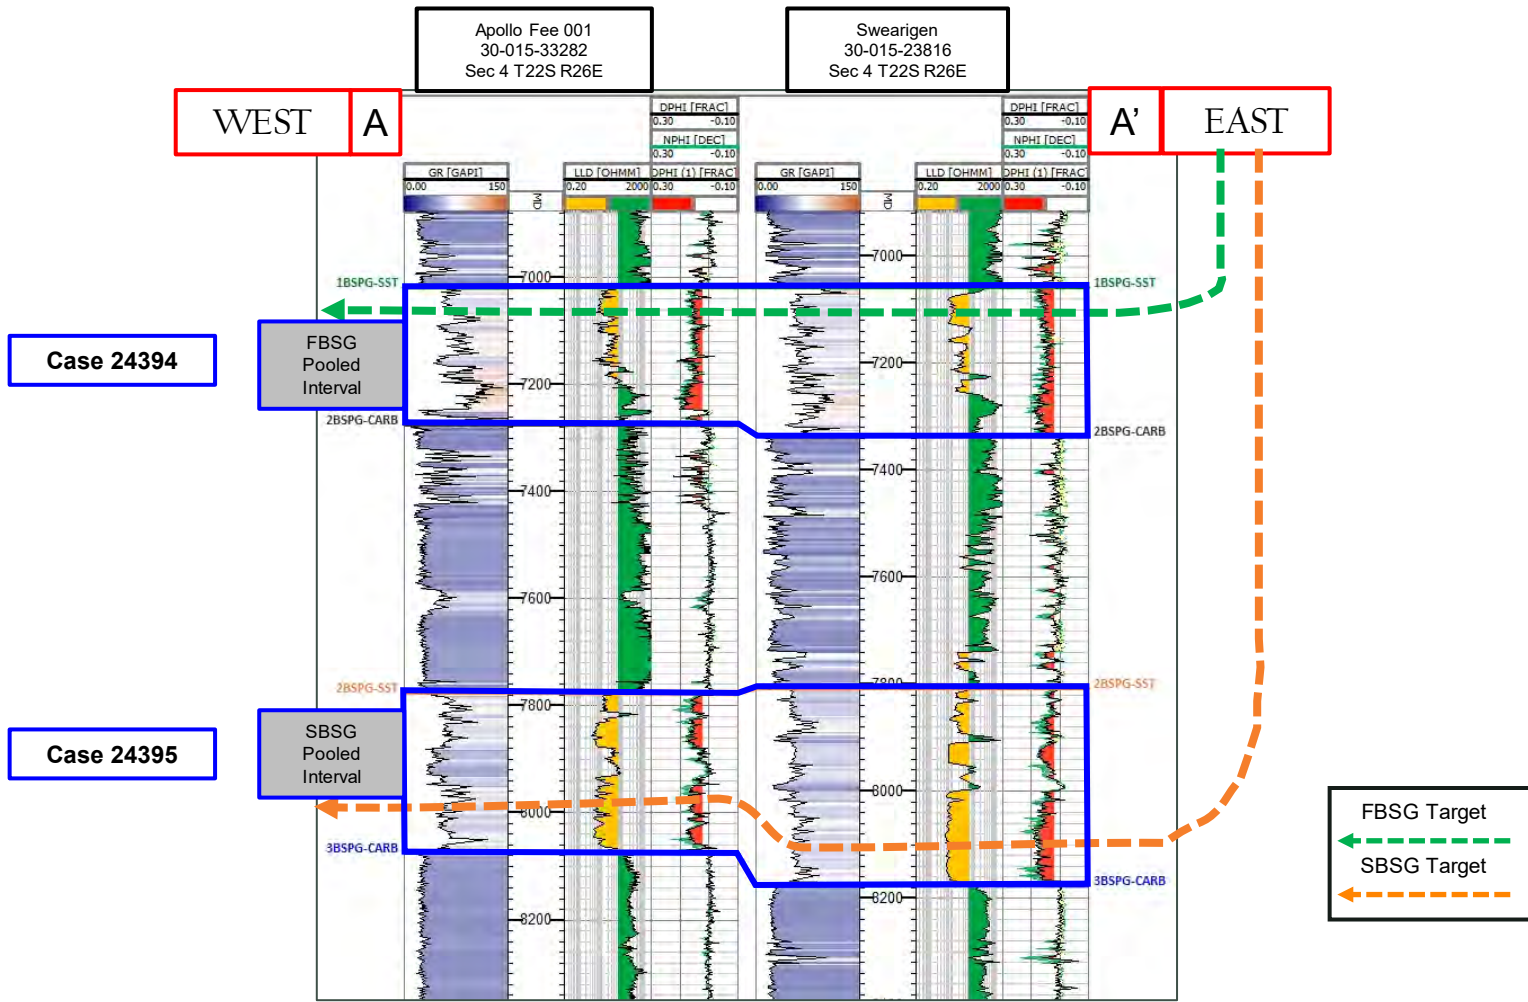 Apollo Fee 001
30-015-33282
Sec 4 T22S R26E
Swearigen
30-015-23816
Sec 4 T22S R26E
WEST
A
A'
EAST
DPHI [FRAC]
0.30 -0.10
NPHI [DEC]
0.30 -0.10
GR [GAPI]
0.00 150
MD
LLD [OHMM]
0.20 2000
DPHI (1) [FRAC]
0.30 -0.10
DPHI [FRAC]
0.30 -0.10
NPHI [DEC]
0.30 -0.10
GR [GAPI]
0.00 150
MD
LLD [OHMM]
0.20 2000
DPHI (1) [FRAC]
0.30 -0.10
7000
7200
7400
7600
7800
8000
8200
7000
7200
7400
7600
7800
8000
8200
1BSPG-SST
1BSPG-SST
Case 24394
FBSG
Pooled
Interval
2BSPG-CARB
2BSPG-CARB
2BSPG-SST
2BSPG-SST
Case 24395
SBSG
Pooled
Interval
3BSPG-CARB
3BSPG-CARB
FBSG Target
SBSG Target